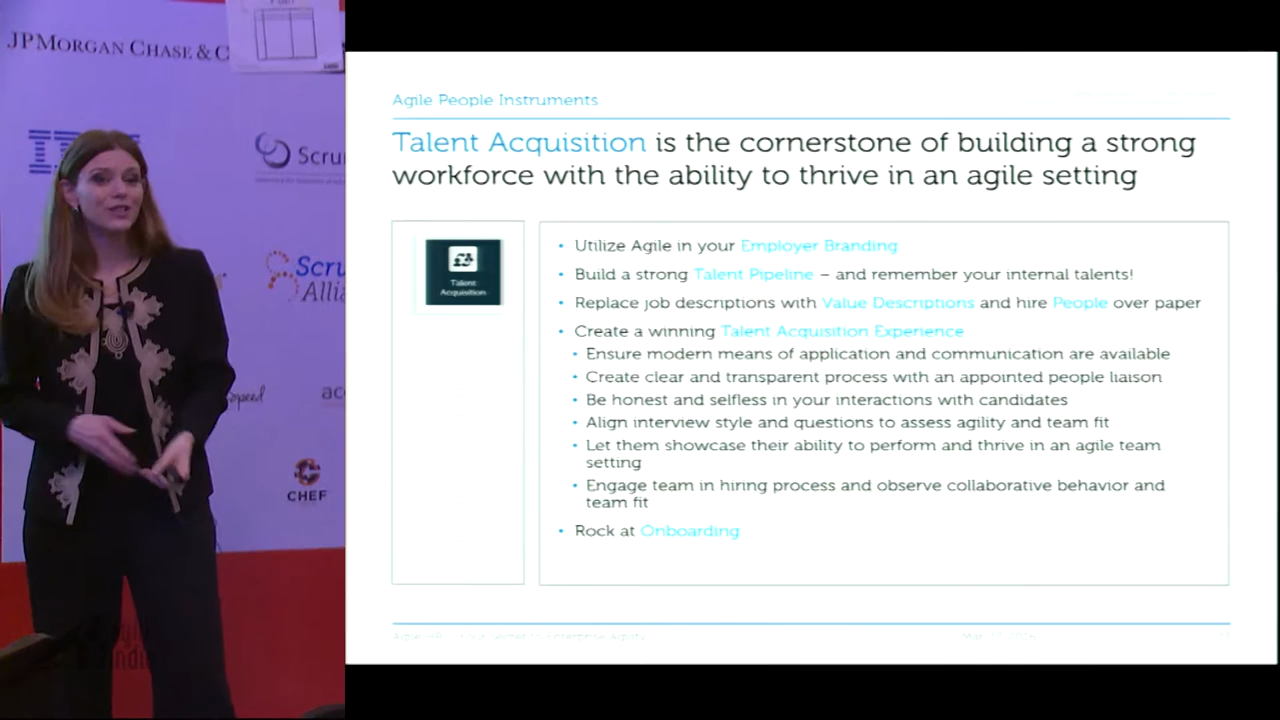 JPMORGAN CHASE & C
IBM
Scru
Scru
Allia
speed
ac
CHEF
Agile People Instruments
Talent Acquisition is the cornerstone of building a strong
workforce with the ability to thrive in an agile setting
Talent
Acquisition
• Utilize Agile in your Employer Branding
• Build a strong Talent Pipeline – and remember your internal talents!
• Replace job descriptions with Value Descriptions and hire People over paper
• Create a winning Talent Acquisition Experience
• Ensure modern means of application and communication are available
• Create clear and transparent process with an appointed people liaison
• Be honest and selfless in your interactions with candidates
• Align interview style and questions to assess agility and team fit
• Let them showcase their ability to perform and thrive in an agile team
setting
• Engage team in hiring process and observe collaborative behavior and
team fit
• Rock at Onboarding